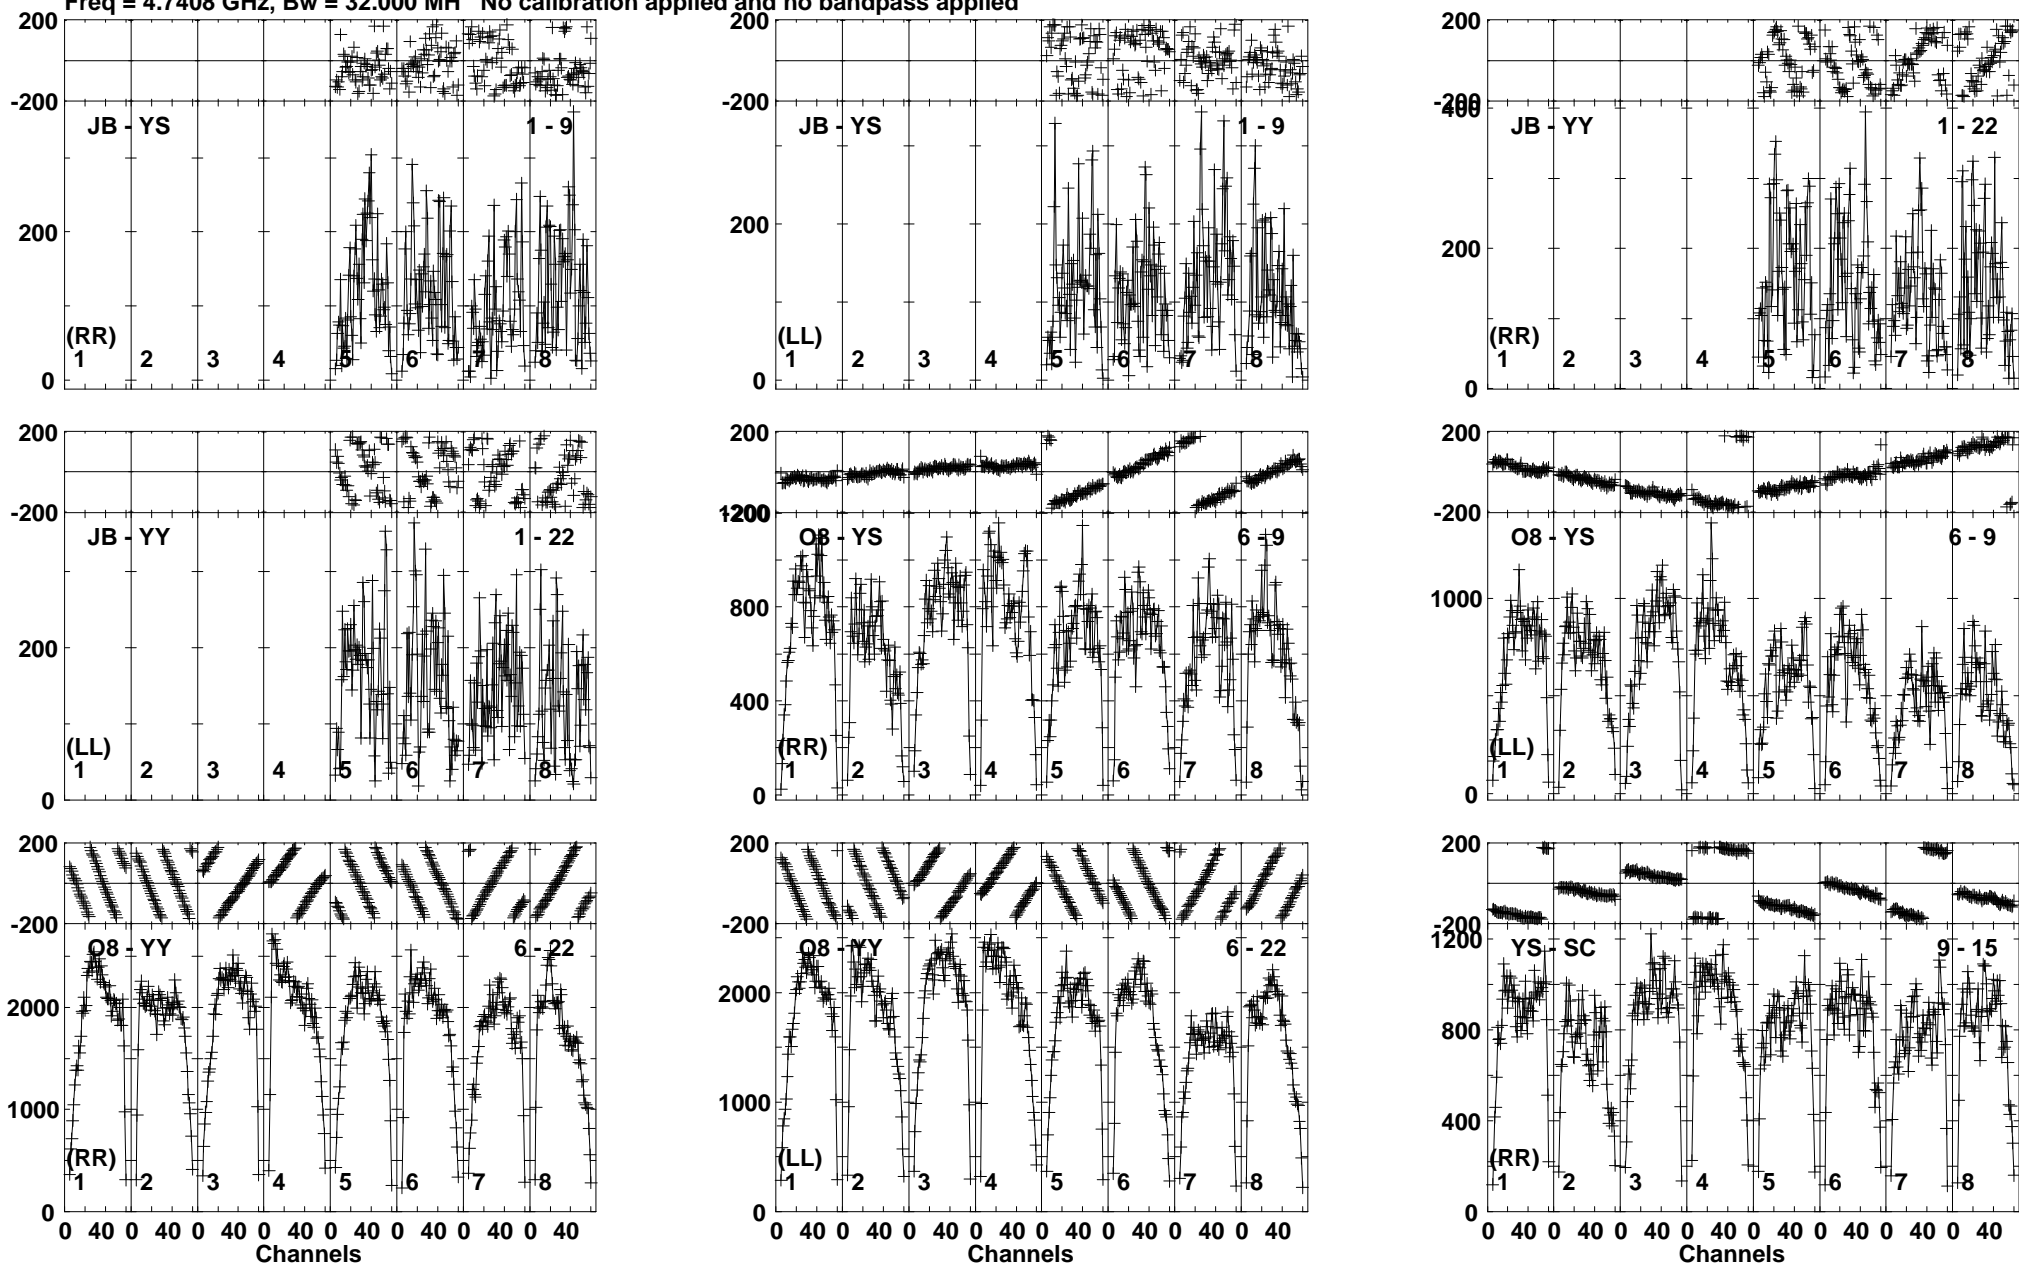 Freq = 4.7408 GHz, Bw = 32.000 MH No calibration applied and no bandpass applied
200
-200
JB - YS 1 - 9
200
0
(RR)
1 2 3 4 5 6 7 8
200
-200
JB - YS 1 - 9
200
0
(LL)
1 2 3 4 5 6 7 8
200
-200
400
JB - YY 1 - 22
200
0
(RR)
1 2 3 4 5 6 7 8
200
-200
JB - YY 1 - 22
200
0
(LL)
1 2 3 4 5 6 7 8
200
-200
1200
O8 - YS 6 - 9
800
400
0
(RR)
1 2 3 4 5 6 7 8
200
-200
O8 - YS 6 - 9
1000
0
(LL)
1 2 3 4 5 6 7 8
200
-200
O8 - YY 6 - 22
2000
1000
0
(RR)
1 2 3 4 5 6 7 8
0 40 0 40 0 40 0 40 0 40 0 40 0 40 0 40
Channels
200
-200
O8 - YY 6 - 22
2000
1000
0
(LL)
1 2 3 4 5 6 7 8
0 40 0 40 0 40 0 40 0 40 0 40 0 40 0 40
Channels
200
-200
1200
YS - SC 9 - 15
800
400
0
(RR)
1 2 3 4 5 6 7 8
0 40 0 40 0 40 0 40 0 40 0 40 0 40 0 40
Channels